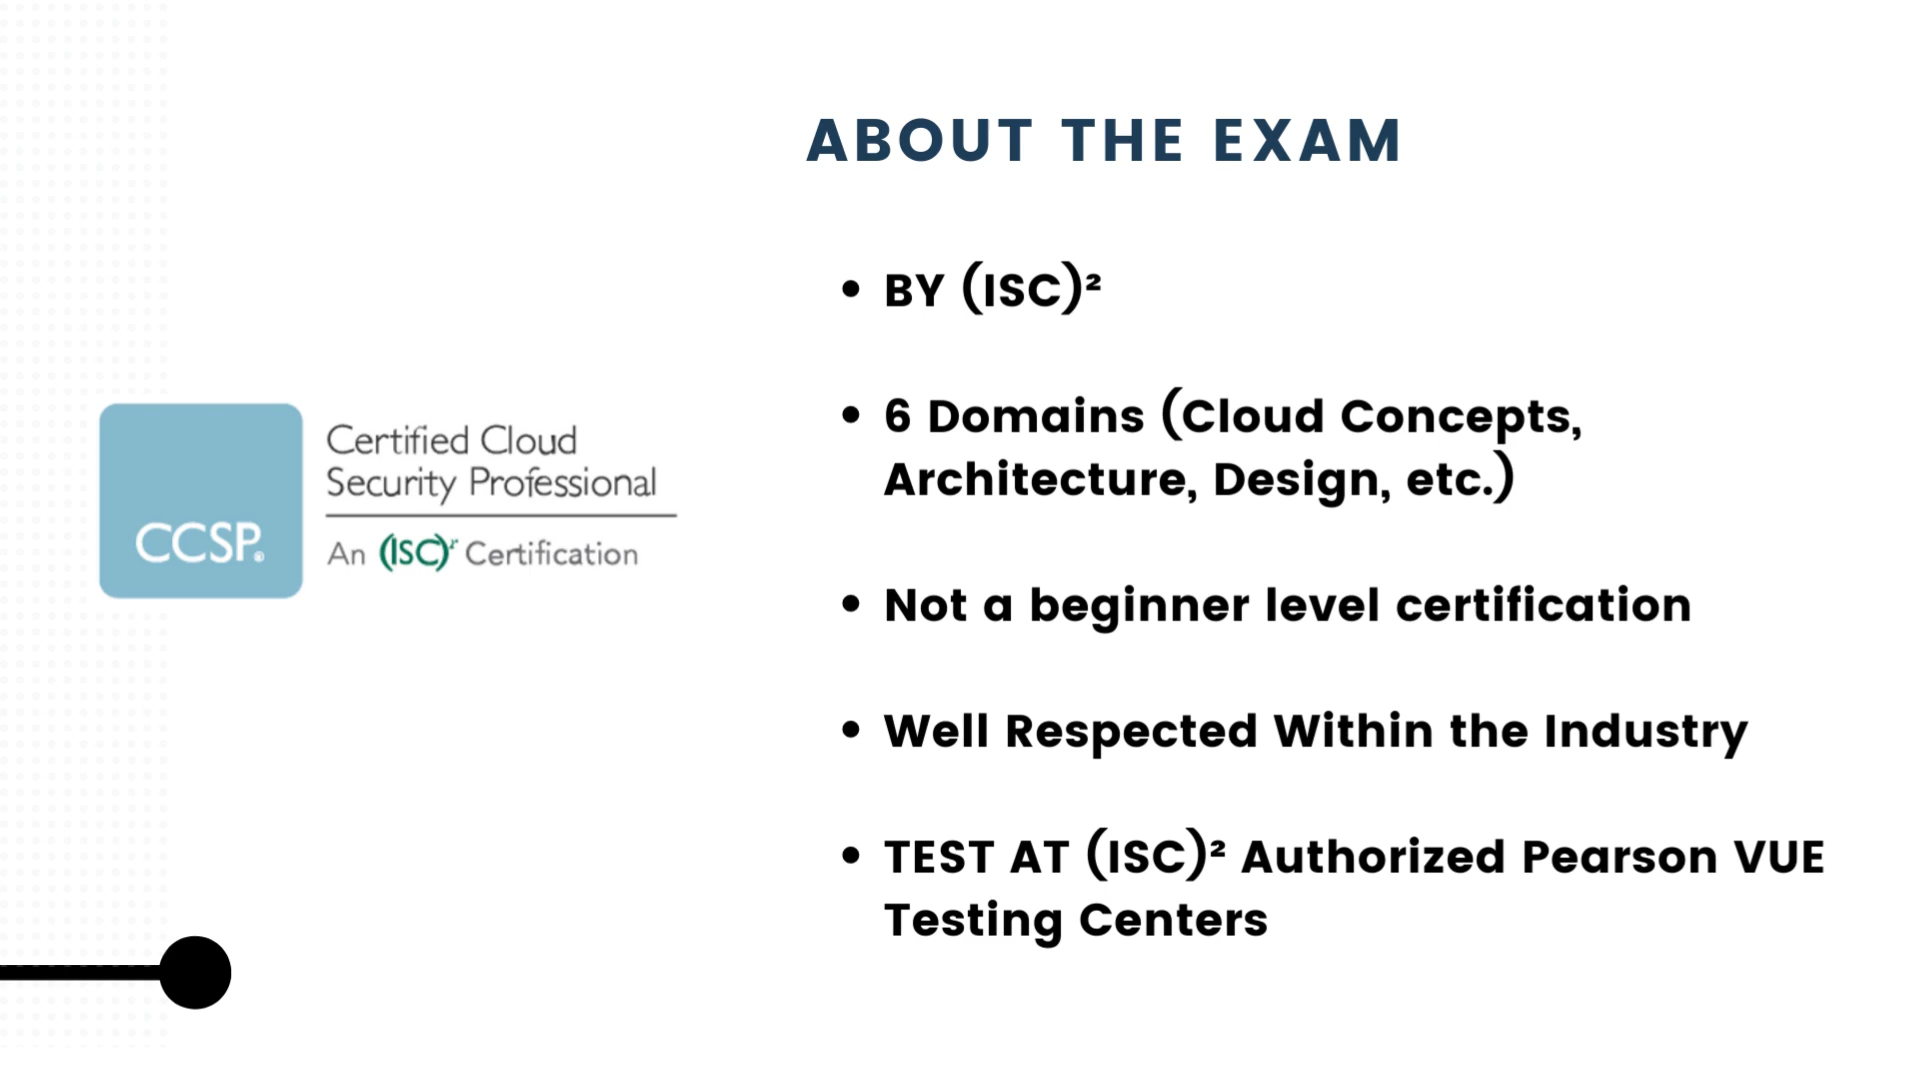 ABOUT THE EXAM
• BY (ISC)²
• 6 Domains (Cloud Concepts,
Architecture, Design, etc.)
• Not a beginner level certification
• Well Respected Within the Industry
• TEST AT (ISC)² Authorized Pearson VUE
Testing Centers
CCSP®
Certified Cloud
Security Professional
An (ISC)²® Certification